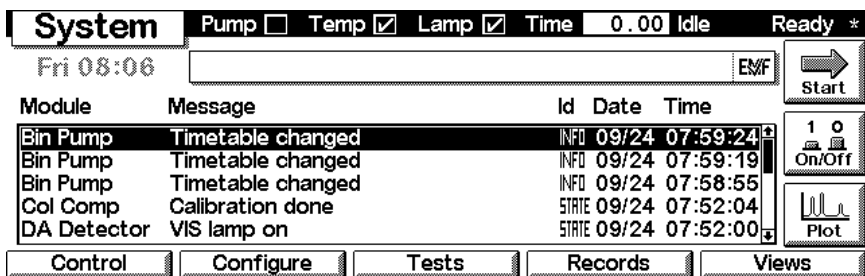 System Pump Temp Lamp Time 0.00 Idle Ready *
Fri 08:06 EMF
Start
Module Message Id Date Time
Bin Pump Timetable changed INFO 09/24 07:59:24
Bin Pump Timetable changed INFO 09/24 07:59:19
Bin Pump Timetable changed INFO 09/24 07:58:55
Col Comp Calibration done STATE 09/24 07:52:04
DA Detector VIS lamp on STATE 09/24 07:52:00
1 0
On/Off
Plot
Control Configure Tests Records Views